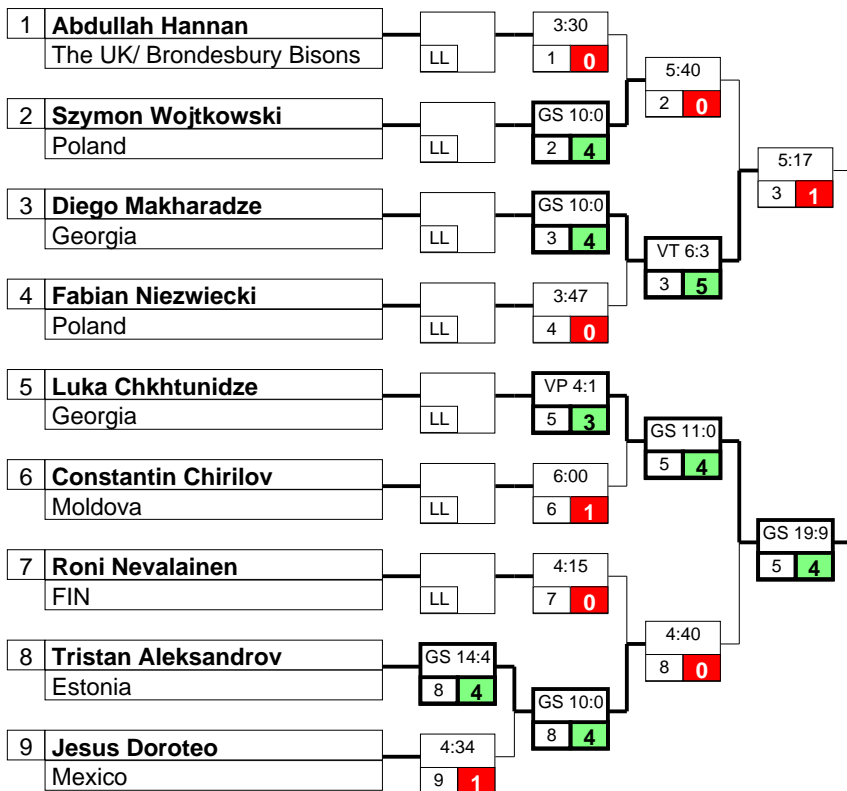 1 Abdullah Hannan
The UK/ Brondesbury Bisons
LL
3:30
1 0
5:40
2 0
2 Szymon Wojtkowski
Poland
LL
GS 10:0
2 4
5:17
3 1
3 Diego Makharadze
Georgia
LL
GS 10:0
3 4
VT 6:3
3 5
4 Fabian Niezwiecki
Poland
LL
3:47
4 0
5 Luka Chkhtunidze
Georgia
LL
VP 4:1
5 3
GS 11:0
5 4
6 Constantin Chirilov
Moldova
LL
6:00
6 1
GS 19:9
5 4
7 Roni Nevalainen
FIN
LL
4:15
7 0
4:40
8 0
8 Tristan Aleksandrov
Estonia
GS 14:4
8 4
GS 10:0
8 4
9 Jesus Doroteo
Mexico
4:34
9 1